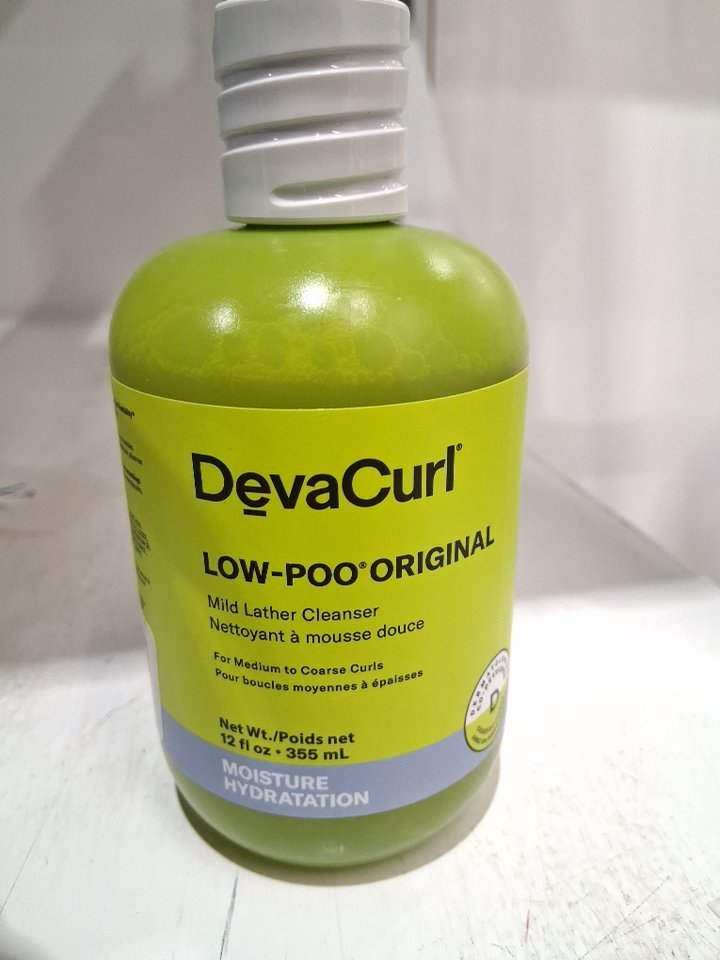 DevaCurl®
LOW-POO® ORIGINAL
Mild Lather Cleanser
Nettoyant à mousse douce
For Medium to Coarse Curls
Pour boucles moyennes à épaisses
Net Wt./Poids net
12 fl oz • 355 mL
MOISTURE
HYDRATATION
D